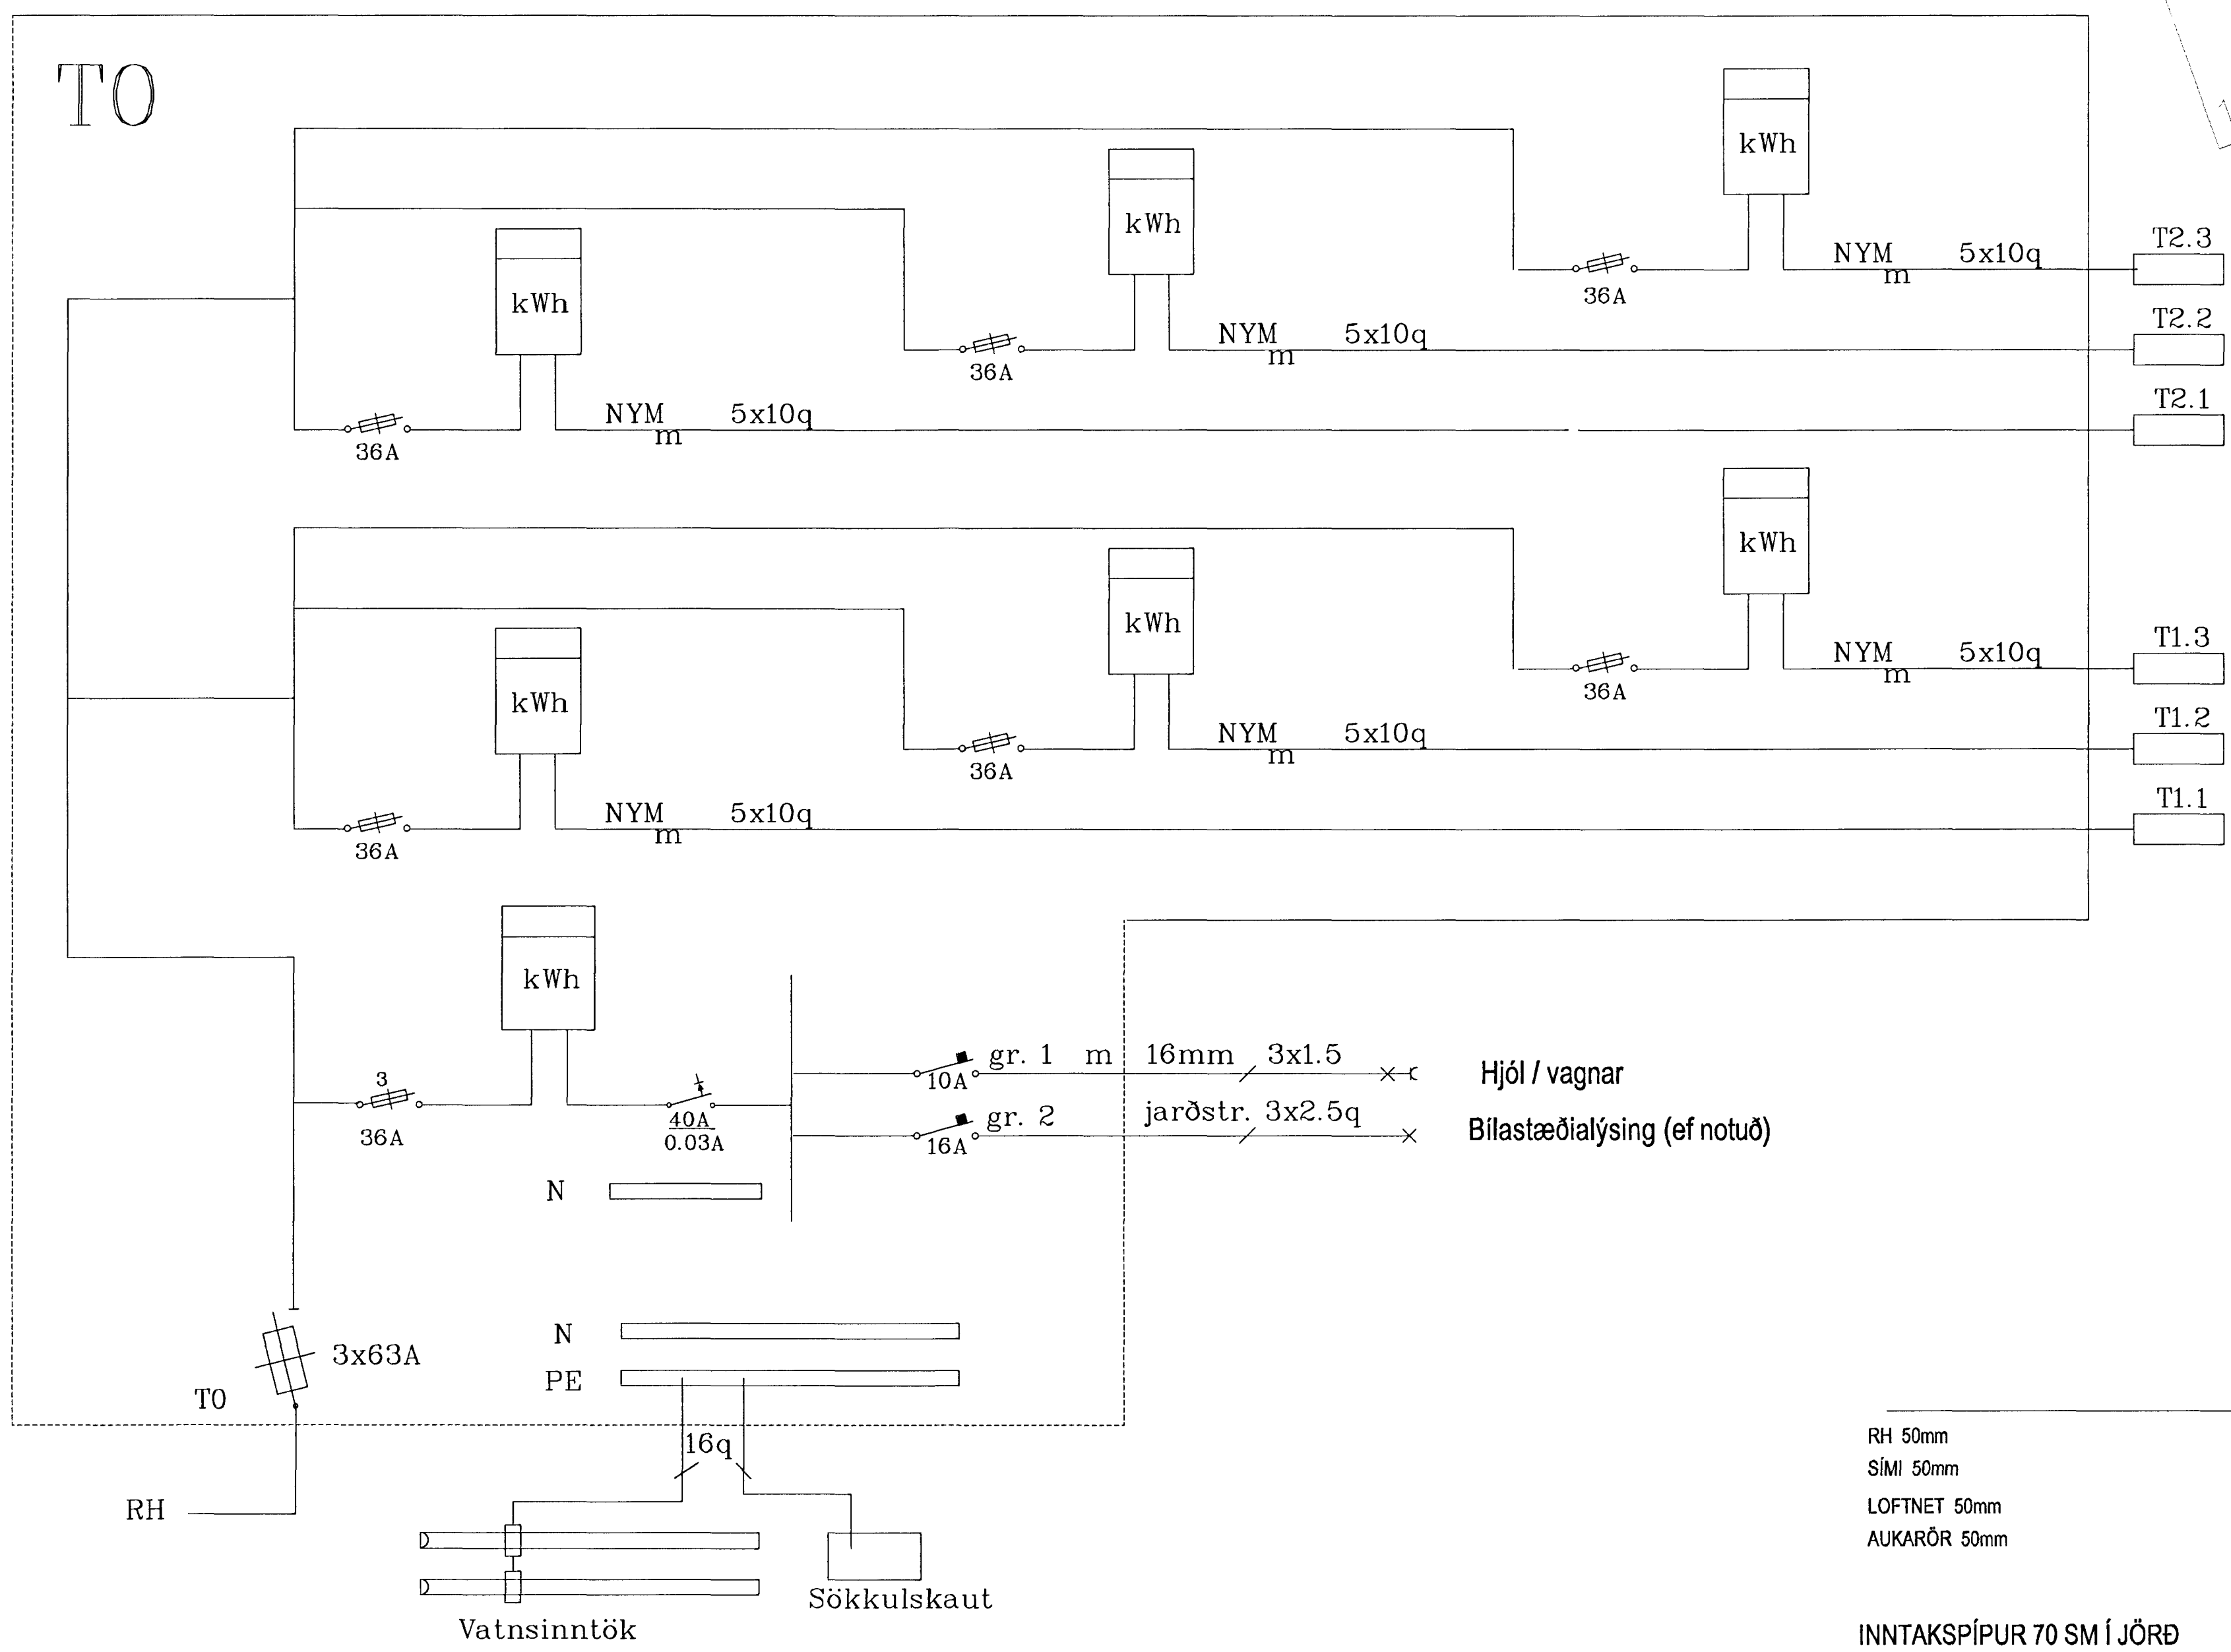 T0
kWh
kWh
kWh
T2.3
NYM 5x10q
m
36A
T2.2
NYM 5x10q
m
36A
T2.1
NYM 5x10q
m
36A
kWh
kWh
kWh
T1.3
NYM 5x10q
m
36A
T1.2
NYM 5x10q
m
36A
T1.1
NYM 5x10q
m
36A
kWh
3
36A
40A
0.03A
10A
gr. 1 m 16mm 3x1.5
Hjól / vagnar
16A
gr. 2 jarðstr. 3x2.5q
Bílastæðialýsing (ef notuð)
N
N
3x63A
PE
T0
16q
RH
Sökkulskaut
Vatnsinntök
RH 50mm
SÍMI 50mm
LOFTNET 50mm
AUKARÖR 50mm
INNTAKSPÍPUR 70 SM Í JÖRÐ